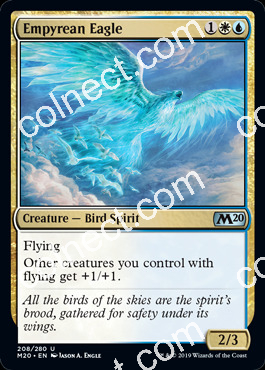 Empyrean Eagle 1
Creature — Bird Spirit M20
Flying
Other creatures you control with
flying get +1/+1.
All the birds of the skies are the spirit's
brood, gathered for safety under its
wings.
2/3
208/280 U
M20 • EN Jason A. Engle
™ & © 2019 Wizards of the Coast
colnect.com
colnect.com
colnect.com